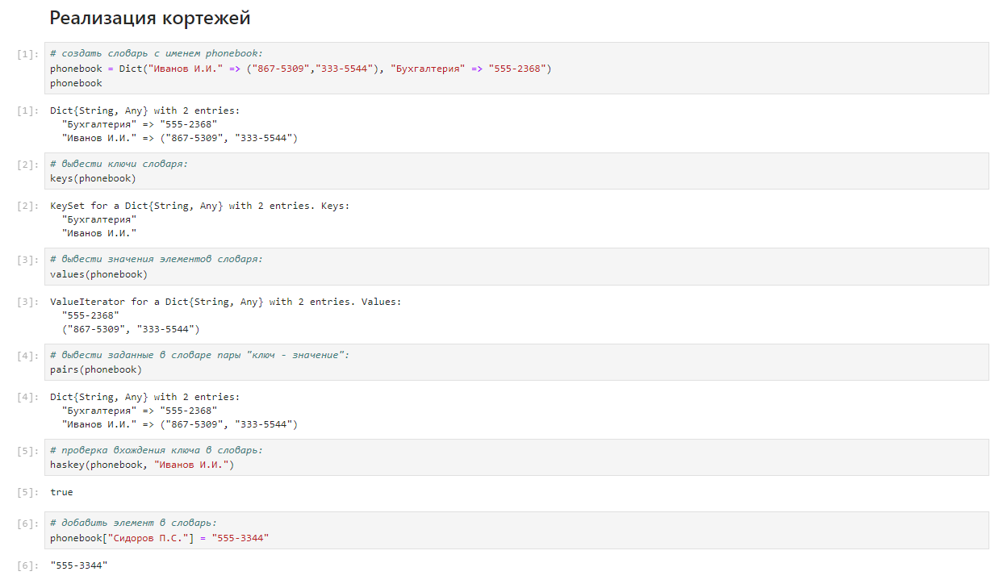 Реализация кортежей
[1]: # создать словарь с именем phonebook:
phonebook = Dict("Иванов И.И." => ("867-5309","333-5544"), "Бухгалтерия" => "555-2368")
phonebook
[1]: Dict{String, Any} with 2 entries:
"Бухгалтерия" => "555-2368"
"Иванов И.И." => ("867-5309", "333-5544")
[2]: # вывести ключи словаря:
keys(phonebook)
[2]: KeySet for a Dict{String, Any} with 2 entries. Keys:
"Бухгалтерия"
"Иванов И.И."
[3]: # вывести значения элементов словаря:
values(phonebook)
[3]: ValueIterator for a Dict{String, Any} with 2 entries. Values:
"555-2368"
("867-5309", "333-5544")
[4]: # вывести заданные в словаре пары "ключ - значение":
pairs(phonebook)
[4]: Dict{String, Any} with 2 entries:
"Бухгалтерия" => "555-2368"
"Иванов И.И." => ("867-5309", "333-5544")
[5]: # проверка вхождения ключа в словарь:
haskey(phonebook, "Иванов И.И.")
[5]: true
[6]: # добавить элемент в словарь:
phonebook["Сидоров П.С."] = "555-3344"
[6]: "555-3344"